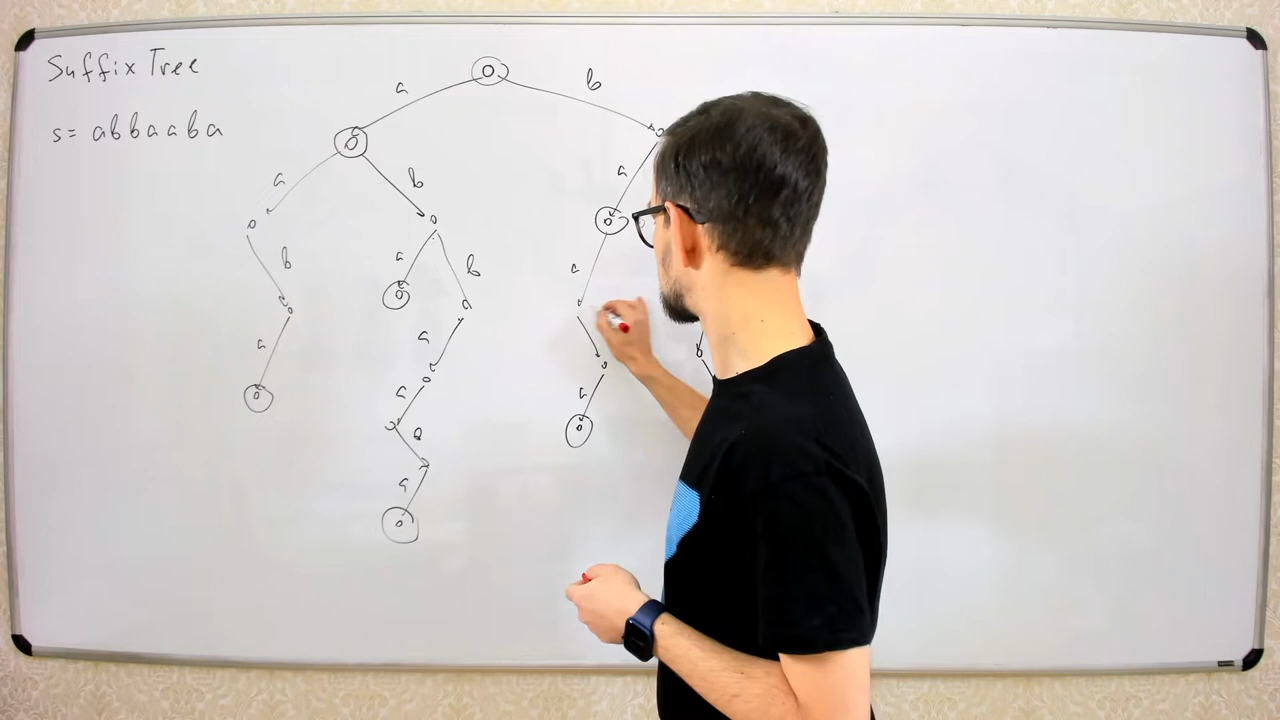 Suffix Tree
s= abbaaba
a b
a b a
b a b a
a a
a a
b
a